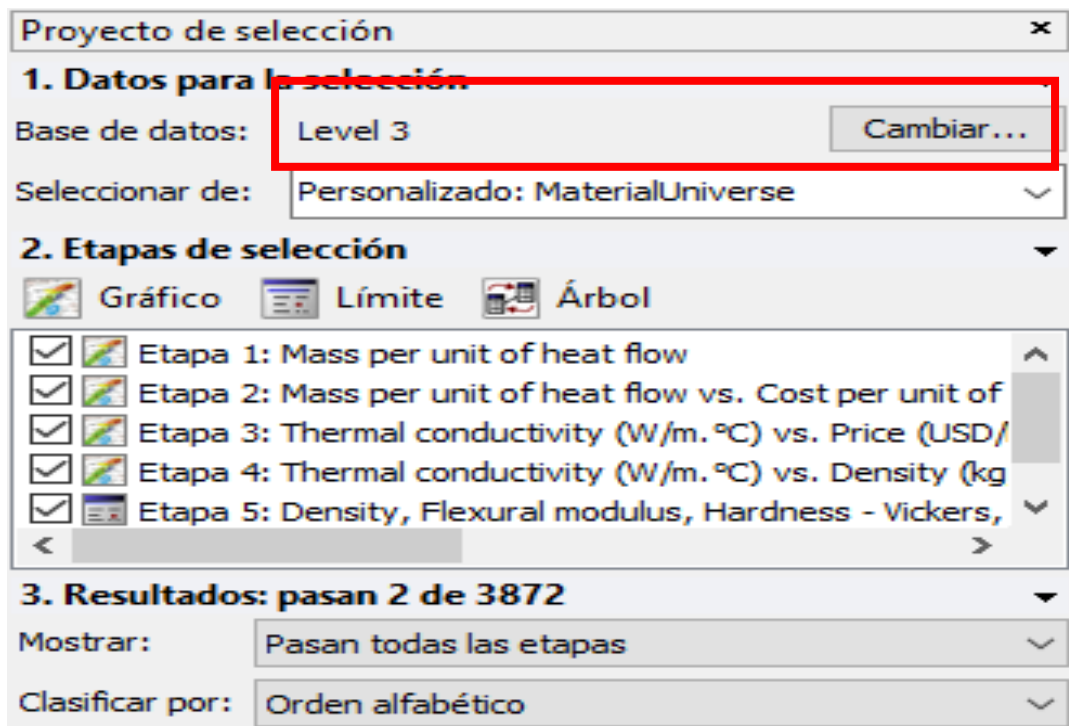 Proyecto de selección
1. Datos para la selección
Base de datos: Level 3 Cambiar...
Seleccionar de: Personalizado: MaterialUniverse
2. Etapas de selección
Gráfico Límite Árbol
Etapa 1: Mass per unit of heat flow
Etapa 2: Mass per unit of heat flow vs. Cost per unit of
Etapa 3: Thermal conductivity (W/m.°C) vs. Price (USD/
Etapa 4: Thermal conductivity (W/m.°C) vs. Density (kg
Etapa 5: Density, Flexural modulus, Hardness - Vickers,
3. Resultados: pasan 2 de 3872
Mostrar: Pasan todas las etapas
Clasificar por: Orden alfabético